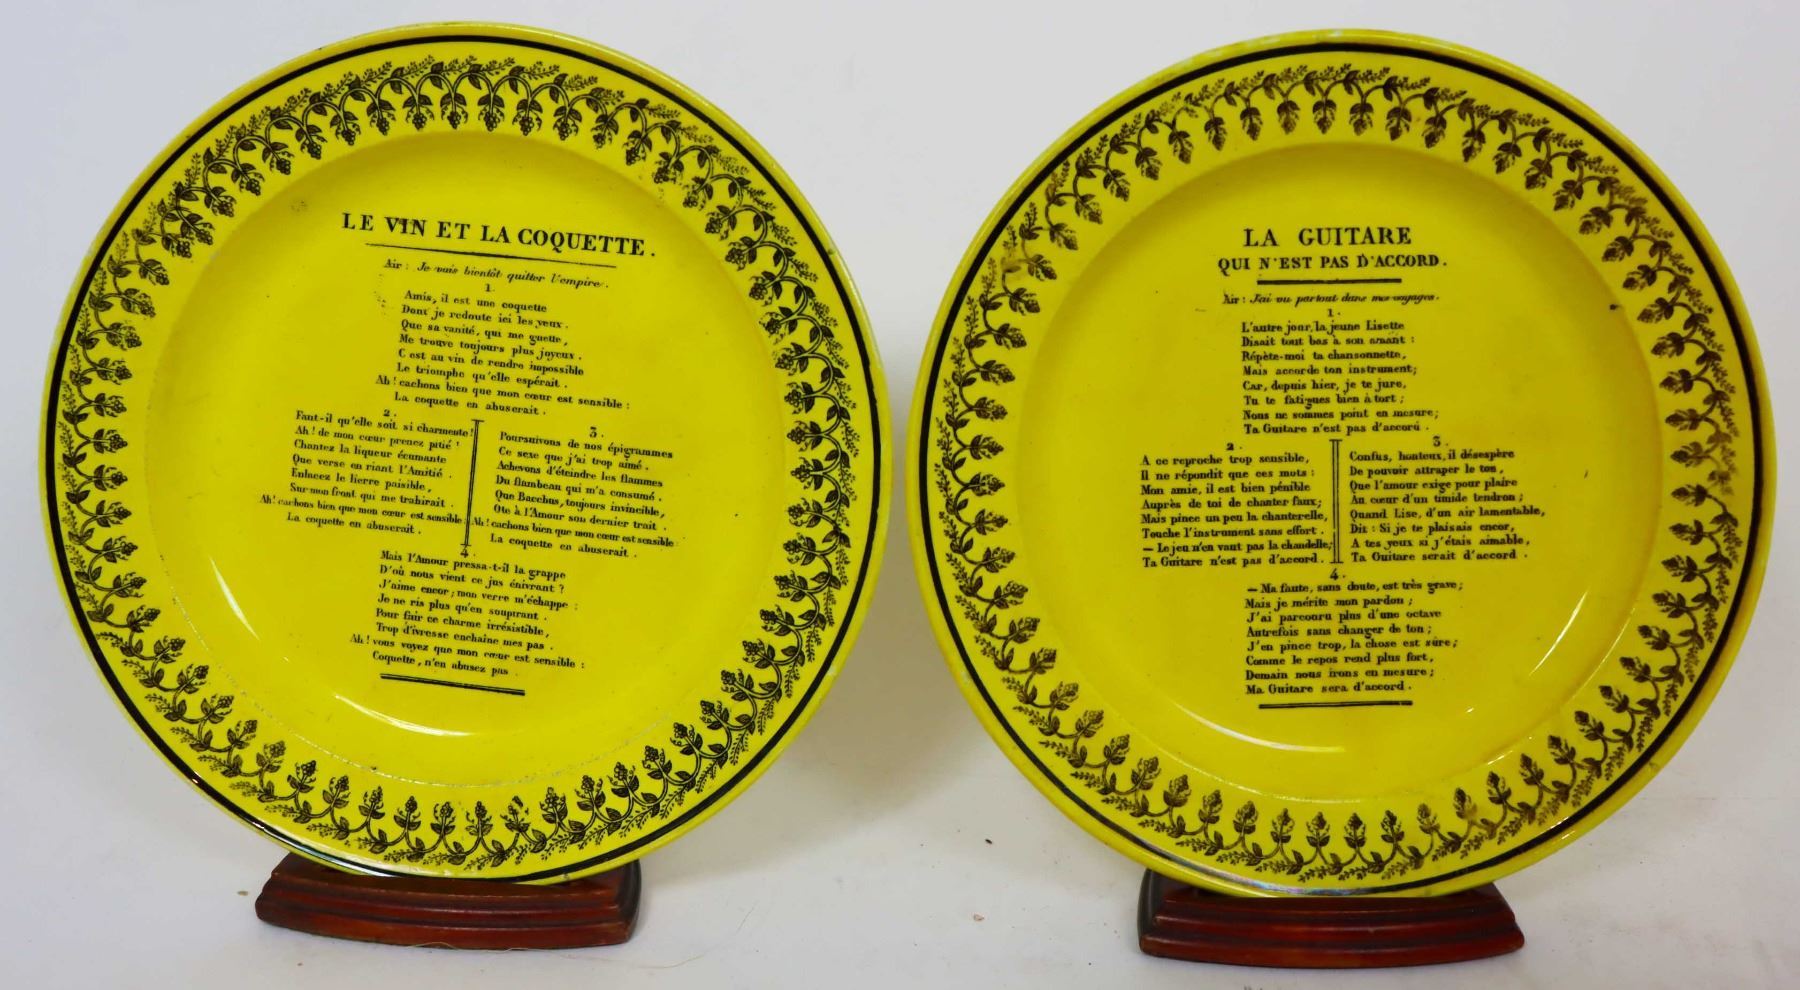 LE VIN ET LA COQUETTE.
Air: Je vais bientôt quitter l'empire.
1.
Amis, il est une coquette
Dont je redoute ici les yeux.
Que sa vanité, qui me guette,
Me trouve toujours plus joyeux.
C'est au vin de rendre impossible
Le triomphe qu'elle espérait.
Ah! cachons bien que mon cœur est sensible:
La coquette en abuserait.
2.
Faut-il qu'elle soit si charmente!
Ah! de mon cœur prenez pitié!
Chantez la liqueur écumante
Que verse en riant l'Amitié.
Enlacez le lierre paisible,
Sur mon front qui me trahirait.
Ah! cachons bien que mon cœur est sensible:
La coquette en abuserait.
3.
Poursuivons de nos épigrammes
Ce sexe que j'ai trop aimé.
Achevons d'éteindre les flammes
Du flambeau qui m'a consumé.
Que Bacchus, toujours invincible,
Ote à l'Amour son dernier trait.
Ah! cachons bien que mon cœur est sensible:
La coquette en abuserait.
4.
Mais l'Amour pressa-t-il la grappe
D'où nous vient ce jus énivrant?
J'aime encor; mon verre m'échappe:
Je ne ris plus qu'en soupirant.
Pour fuir ce charme irrésistible,
Trop d'ivresse enchaîne mes pas.
Ah! vous voyez que mon cœur est sensible:
Coquette, n'en abusez pas.
LA GUITARE
QUI N'EST PAS D'ACCORD.
Air: J'ai vu partout dans mes voyages.
1.
L'autre jour, la jeune Lisette
Disait tout bas à son amant:
Répète-moi ta chansonnette,
Mais accorde ton instrument;
Car, depuis hier, je te jure,
Tu te fatigues bien à tort;
Nous ne sommes point en mesure;
Ta Guitare n'est pas d'accord.
2.
A ce reproche trop sensible,
Il ne répondit que ces mots:
Mon amie, il est bien pénible
Auprès de toi de chanter faux;
Mais pince un peu la chanterelle,
Touche l'instrument sans effort.
— Le jeu n'en vaut pas la chandelle;
Ta Guitare n'est pas d'accord.
3.
Confus, honteux, il désespère
De pouvoir attraper le ton,
Que l'amour exige pour plaire
Au cœur d'un timide tendron;
Quand Lise, d'un air lamentable,
Dit: Si je te plaisais encor,
A tes yeux si j'étais aimable,
Ta Guitare serait d'accord.
4.
— Ma faute, sans doute, est très grave;
Mais je mérite mon pardon;
J'ai parcouru plus d'une octave
Autrefois sans changer de ton;
J'en pince trop, la chose est sûre;
Comme le repos rend plus fort,
Demain nous irons en mesure;
Ma Guitare sera d'accord.